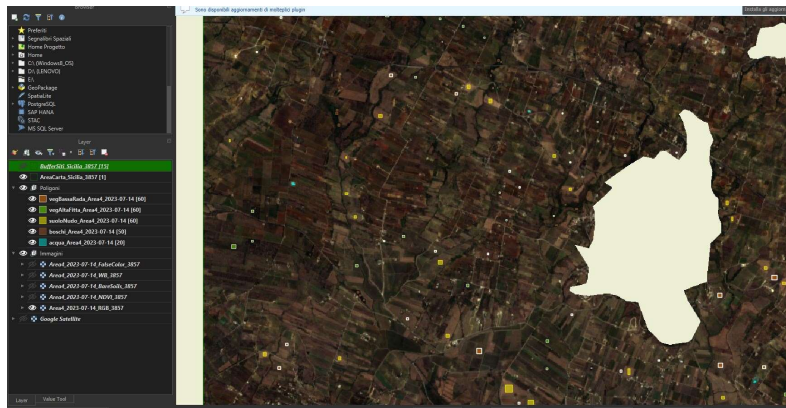 Browser
Sono disponibili aggiornamenti di molteplici plugin
Installa gli aggiorn
Preferiti
Segnalibri Spaziali
Home Progetto
Home
C:\ (Windows8_OS)
D:\ (LENOVO)
E:\
GeoPackage
SpatiaLite
PostgreSQL
SAP HANA
STAC
MS SQL Server
Layer
BufferSiti_Sicilia_3857 [15]
AreaCarta_Sicilia_3857 [1]
Poligoni
vegBassaRada_Area4_2023-07-14 [60]
vegAltaFitta_Area4_2023-07-14 [60]
suoloNudo_Area4_2023-07-14 [60]
boschi_Area4_2023-07-14 [50]
acqua_Area4_2023-07-14 [20]
Immagini
Area4_2023-07-14_FalseColor_3857
Area4_2023-07-14_WB_3857
Area4_2023-07-14_BareSoils_3857
Area4_2023-07-14_NDVI_3857
Area4_2023-07-14_RGB_3857
Google Satellite
Layer
Value Tool